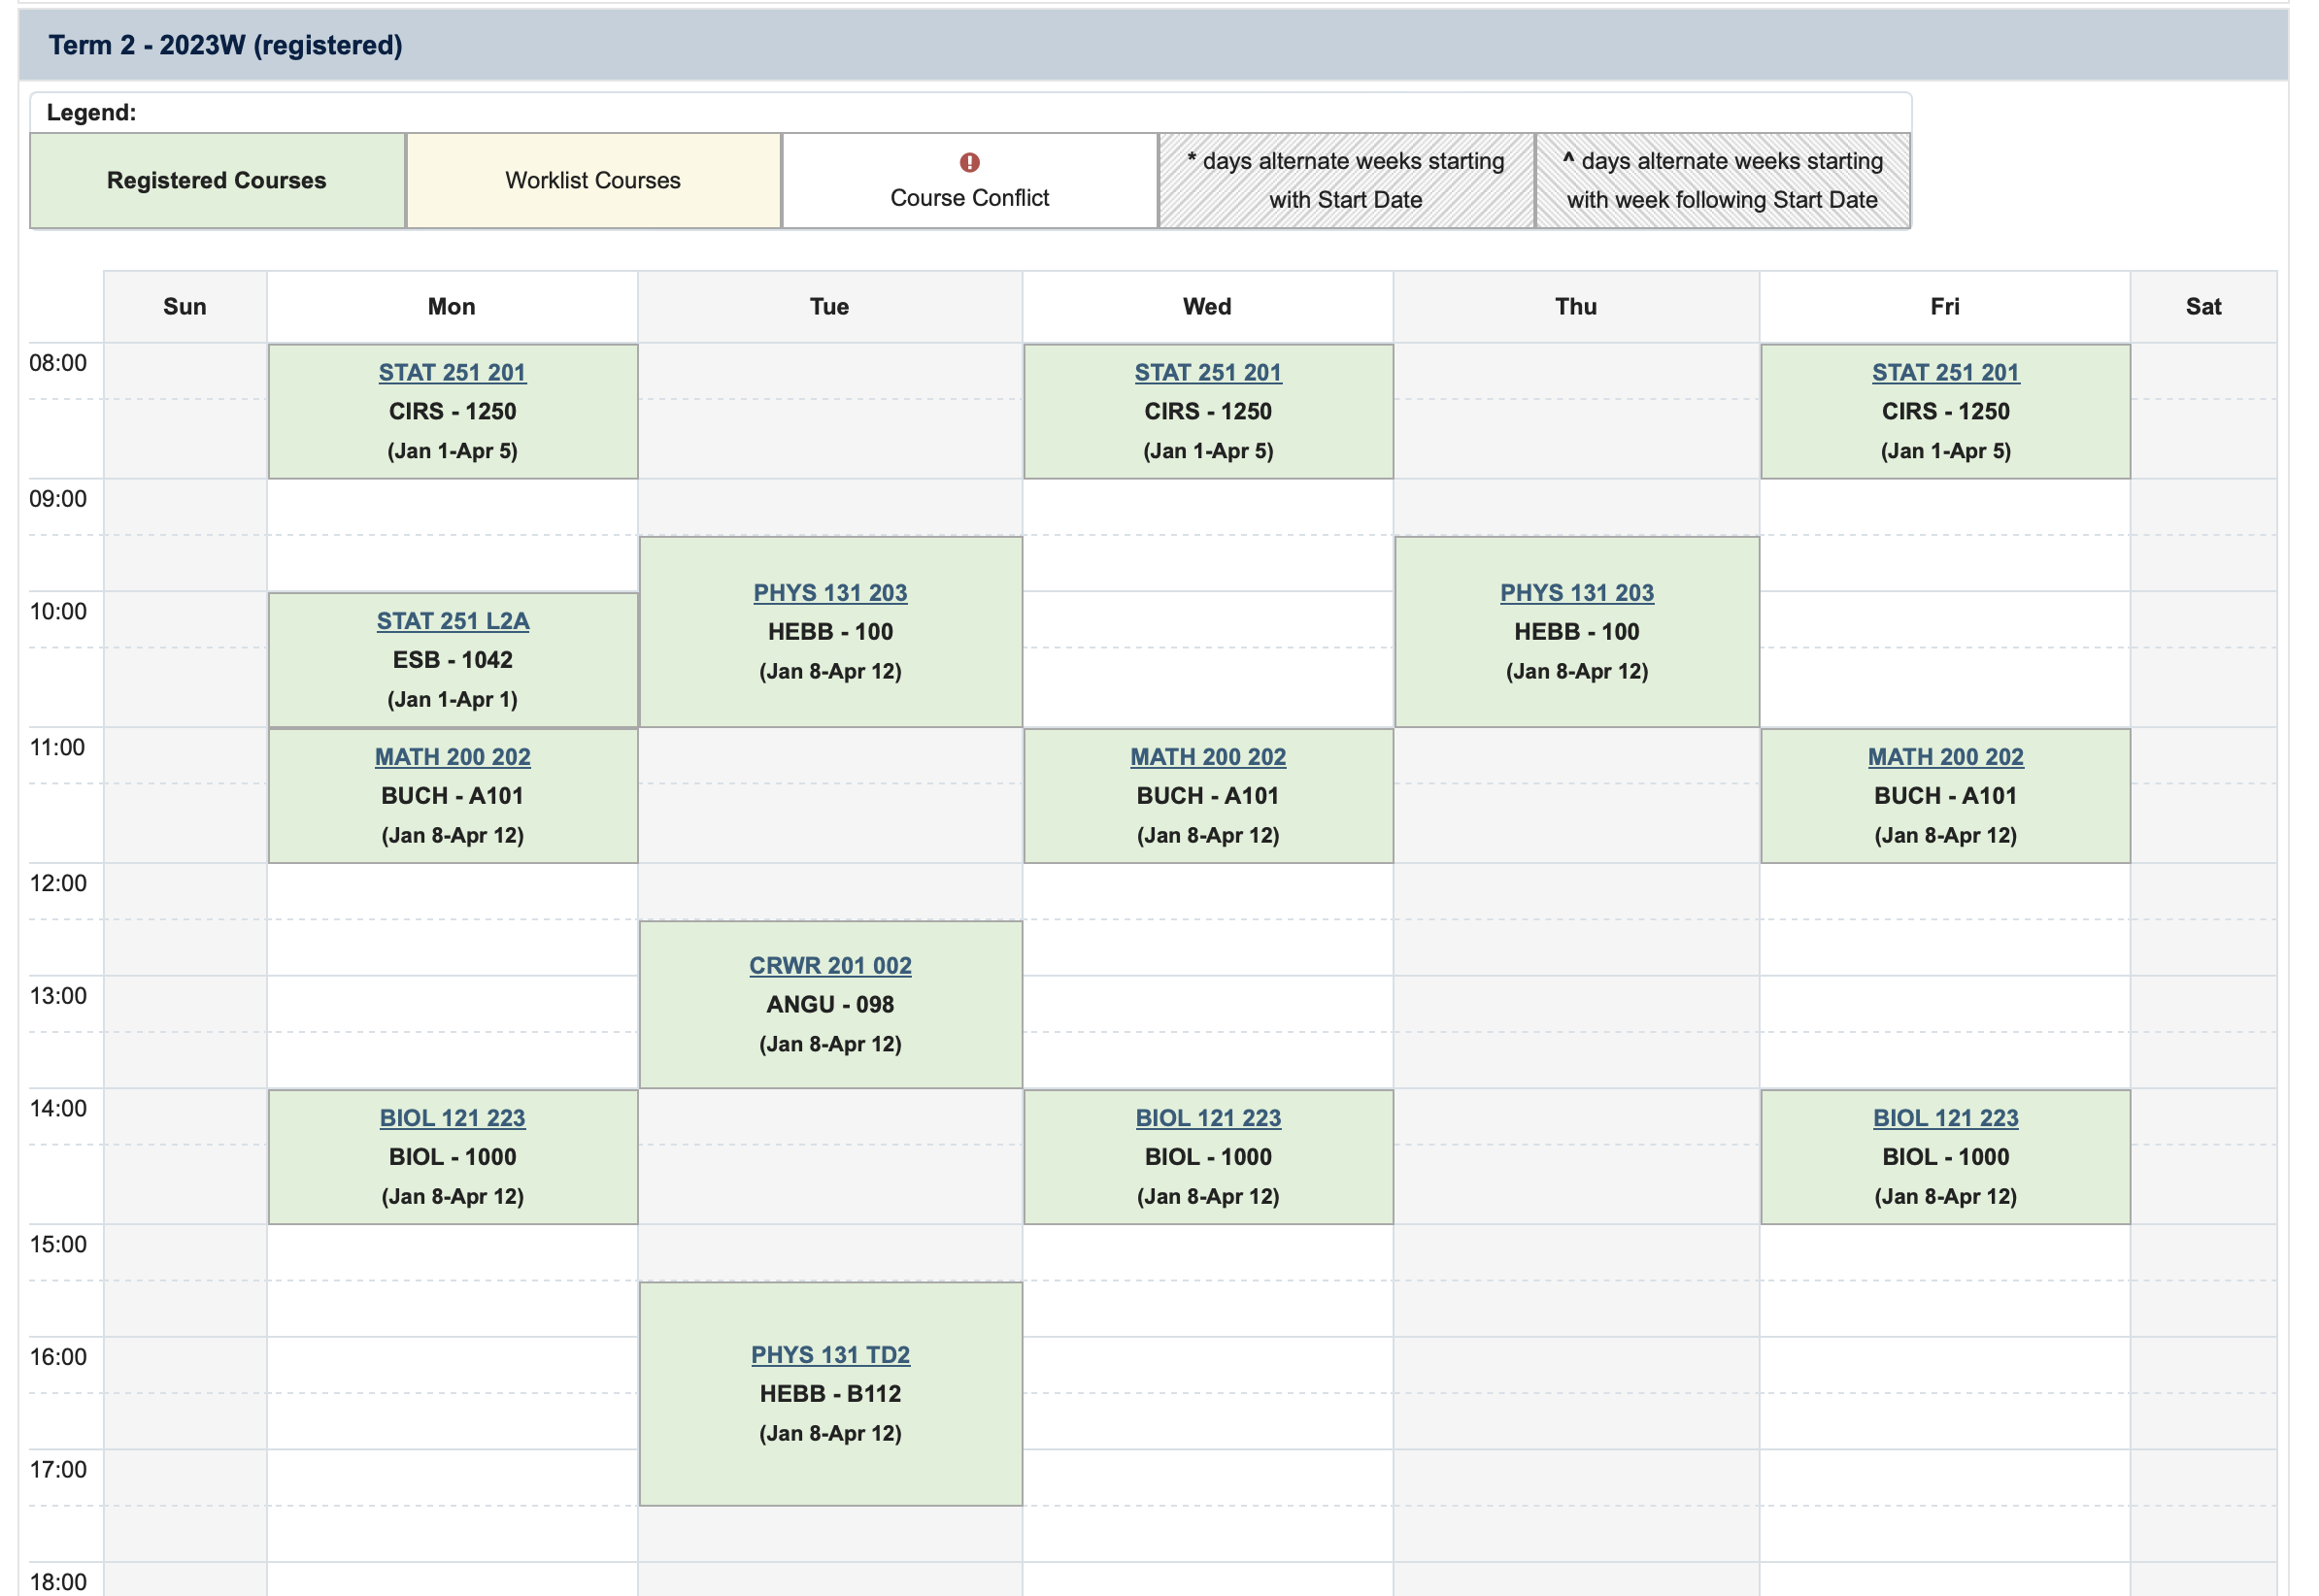 Term 2 - 2023W (registered)
Legend:
Registered Courses
Worklist Courses
Course Conflict
* days alternate weeks starting
with Start Date
^ days alternate weeks starting
with week following Start Date
Sun Mon Tue Wed Thu Fri Sat
08:00
STAT 251 201
CIRS - 1250
(Jan 1-Apr 5)
STAT 251 201
CIRS - 1250
(Jan 1-Apr 5)
STAT 251 201
CIRS - 1250
(Jan 1-Apr 5)
09:00
PHYS 131 203
HEBB - 100
(Jan 8-Apr 12)
PHYS 131 203
HEBB - 100
(Jan 8-Apr 12)
10:00
STAT 251 L2A
ESB - 1042
(Jan 1-Apr 1)
11:00
MATH 200 202
BUCH - A101
(Jan 8-Apr 12)
MATH 200 202
BUCH - A101
(Jan 8-Apr 12)
MATH 200 202
BUCH - A101
(Jan 8-Apr 12)
12:00
CRWR 201 002
ANGU - 098
(Jan 8-Apr 12)
13:00
14:00
BIOL 121 223
BIOL - 1000
(Jan 8-Apr 12)
BIOL 121 223
BIOL - 1000
(Jan 8-Apr 12)
BIOL 121 223
BIOL - 1000
(Jan 8-Apr 12)
15:00
PHYS 131 TD2
HEBB - B112
(Jan 8-Apr 12)
16:00
17:00
18:00